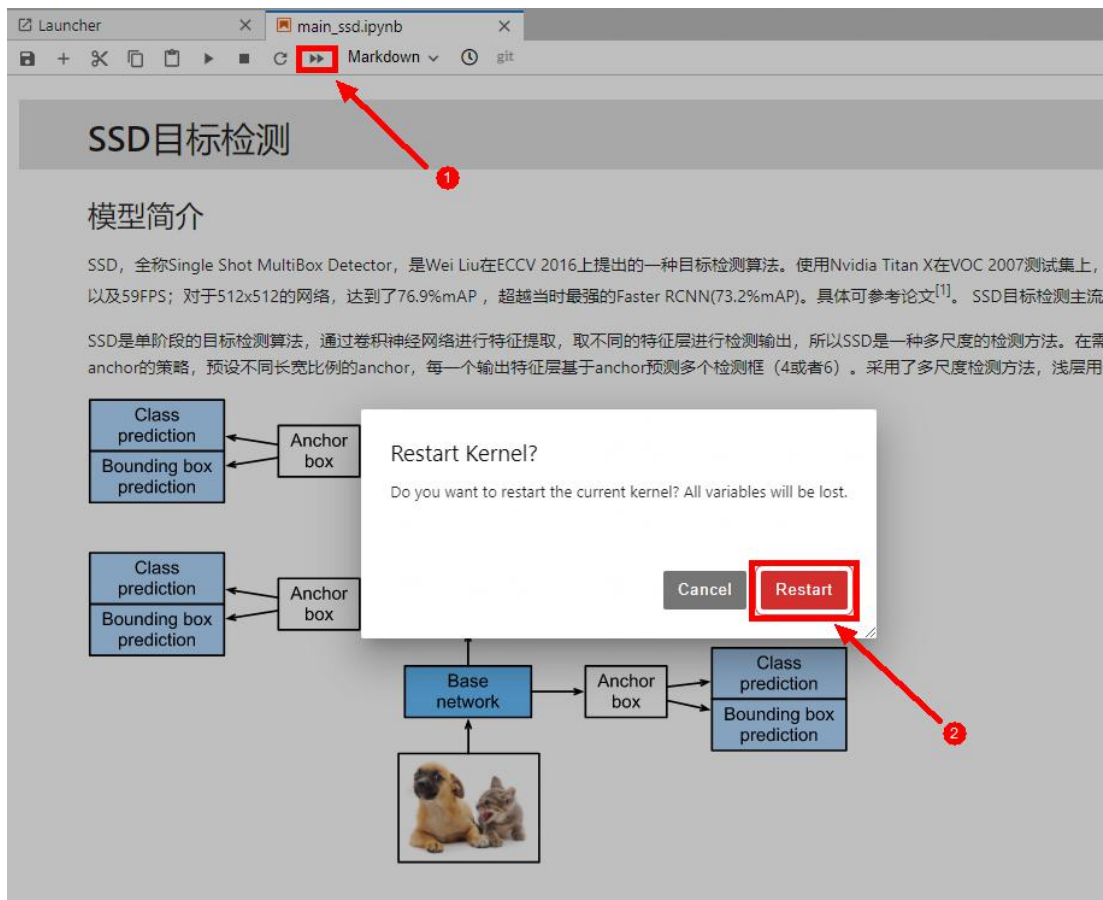 Launcher
main_ssd.ipynb
Markdown
git
1
SSD目标检测
模型简介
SSD，全称Single Shot MultiBox Detector，是Wei Liu在ECCV 2016上提出的一种目标检测算法。使用Nvidia Titan X在VOC 2007测试集上，
以及59FPS；对于512x512的网络，达到了76.9%mAP ，超越当时最强的Faster RCNN(73.2%mAP)。具体可参考论文[1]。 SSD目标检测主流
SSD是单阶段的目标检测算法，通过卷积神经网络进行特征提取，取不同的特征层进行检测输出，所以SSD是一种多尺度的检测方法。在需
anchor的策略，预设不同长宽比例的anchor，每一个输出特征层基于anchor预测多个检测框（4或者6）。采用了多尺度检测方法，浅层用
Class
prediction
Bounding box
prediction
Anchor
box
Restart Kernel?
Do you want to restart the current kernel? All variables will be lost.
Cancel
Restart
Class
prediction
Bounding box
prediction
Anchor
box
Base
network
Anchor
box
Class
prediction
Bounding box
prediction
2